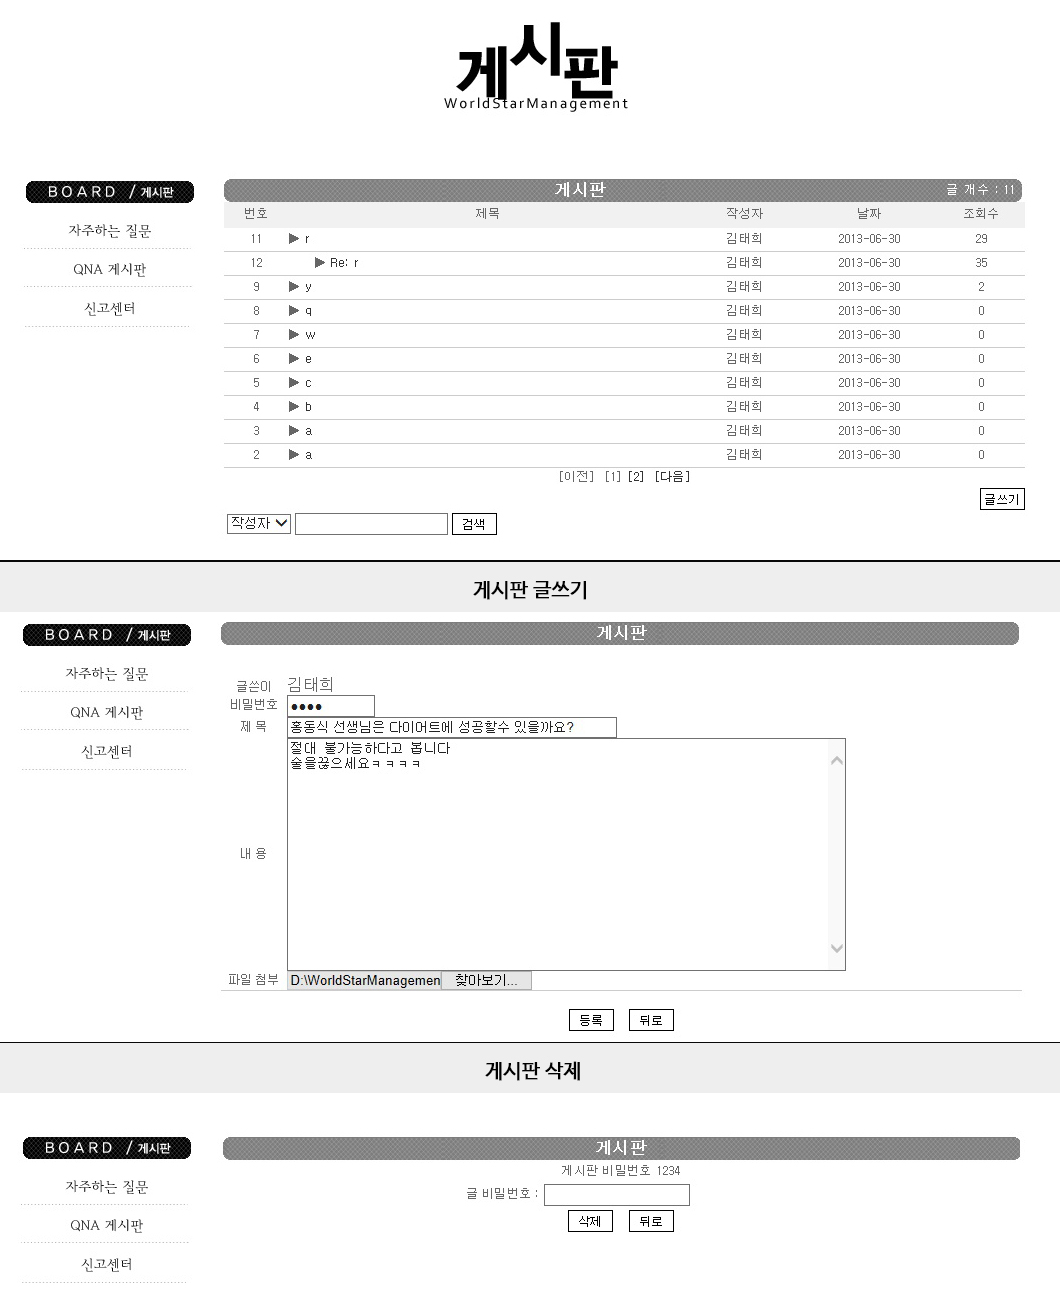 게시판
WorldStarManagement
BOARD / 게시판
자주하는 질문
QNA 게시판
신고센터
게시판 글 개수 : 11
번호 제목 작성자 날짜 조회수
11 ▶ r 김태희 2013-06-30 29
12 ▶ Re: r 김태희 2013-06-30 35
9 ▶ y 김태희 2013-06-30 2
8 ▶ q 김태희 2013-06-30 0
7 ▶ w 김태희 2013-06-30 0
6 ▶ e 김태희 2013-06-30 0
5 ▶ c 김태희 2013-06-30 0
4 ▶ b 김태희 2013-06-30 0
3 ▶ a 김태희 2013-06-30 0
2 ▶ a 김태희 2013-06-30 0
[이전] [1] [2] [다음]
글쓰기
작성자 검색
게시판 글쓰기
BOARD / 게시판
자주하는 질문
QNA 게시판
신고센터
게시판
글쓴이 김태희
비밀번호 ●●●●
제 목 홍동식 선생님은 다이어트에 성공할수 있을까요?
절대 불가능하다고 봅니다
술을끊으세요ㅋㅋㅋㅋ
내 용
파일 첨부 D:\WorldStarManagemen 찾아보기...
등록 뒤로
게시판 삭제
BOARD / 게시판
자주하는 질문
QNA 게시판
신고센터
게시판
게시판 비밀번호 1234
글 비밀번호 :
삭제 뒤로